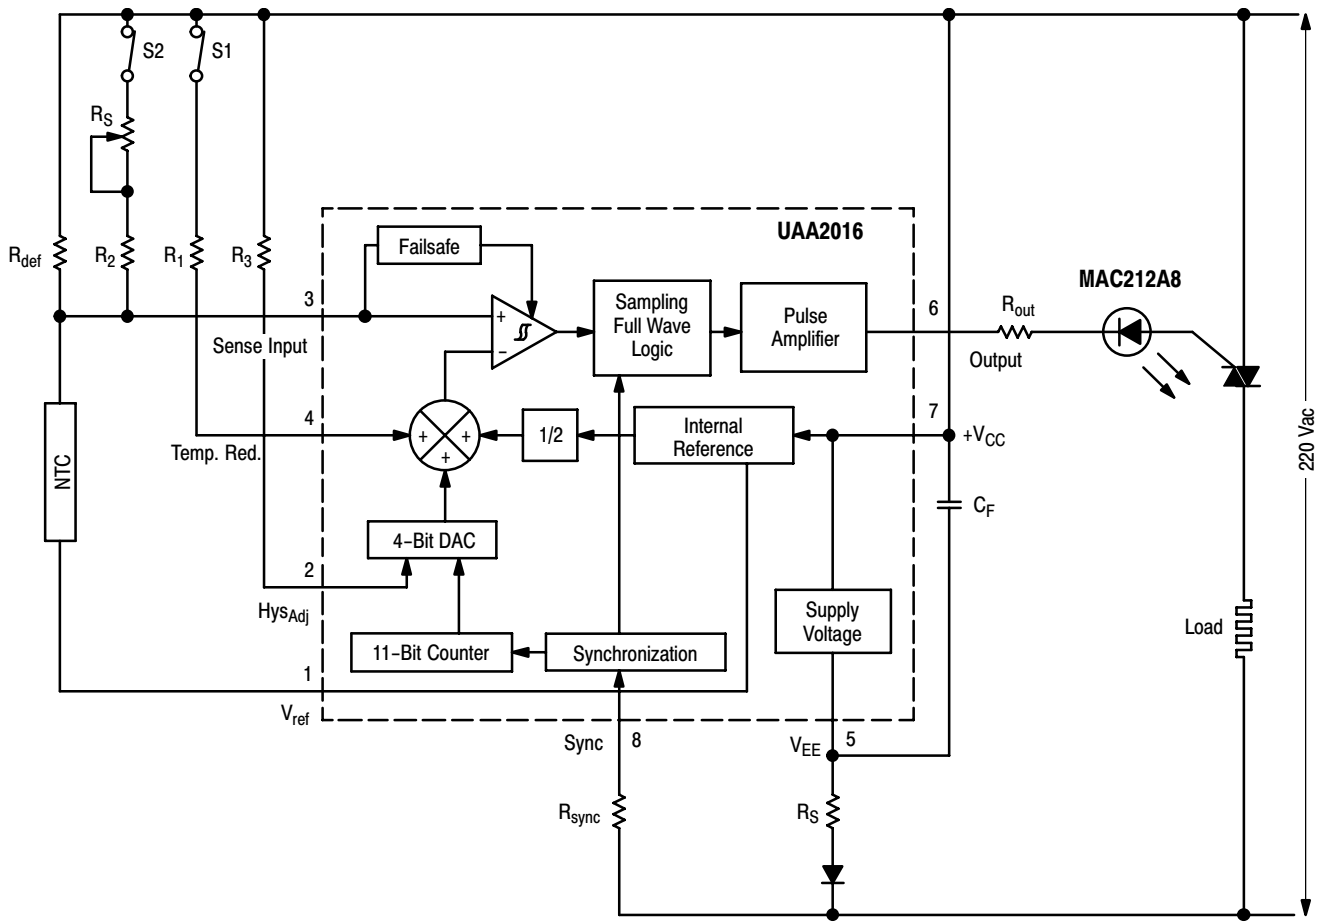 S2
S1
RS
UAA2016
Failsafe
MAC212A8
Rdef
R2
R1
R3
3
Sampling
Full Wave
Logic
Pulse
Amplifier
6
Rout
+
−
Sense Input
Output
4
+
+
+
1/2
Internal
Reference
7
+VCC
Temp. Red.
220 Vac
NTC
CF
4−Bit DAC
2
HysAdj
Supply
Voltage
Load
11−Bit Counter
Synchronization
1
Vref
Sync
8
VEE
5
Rsync
RS